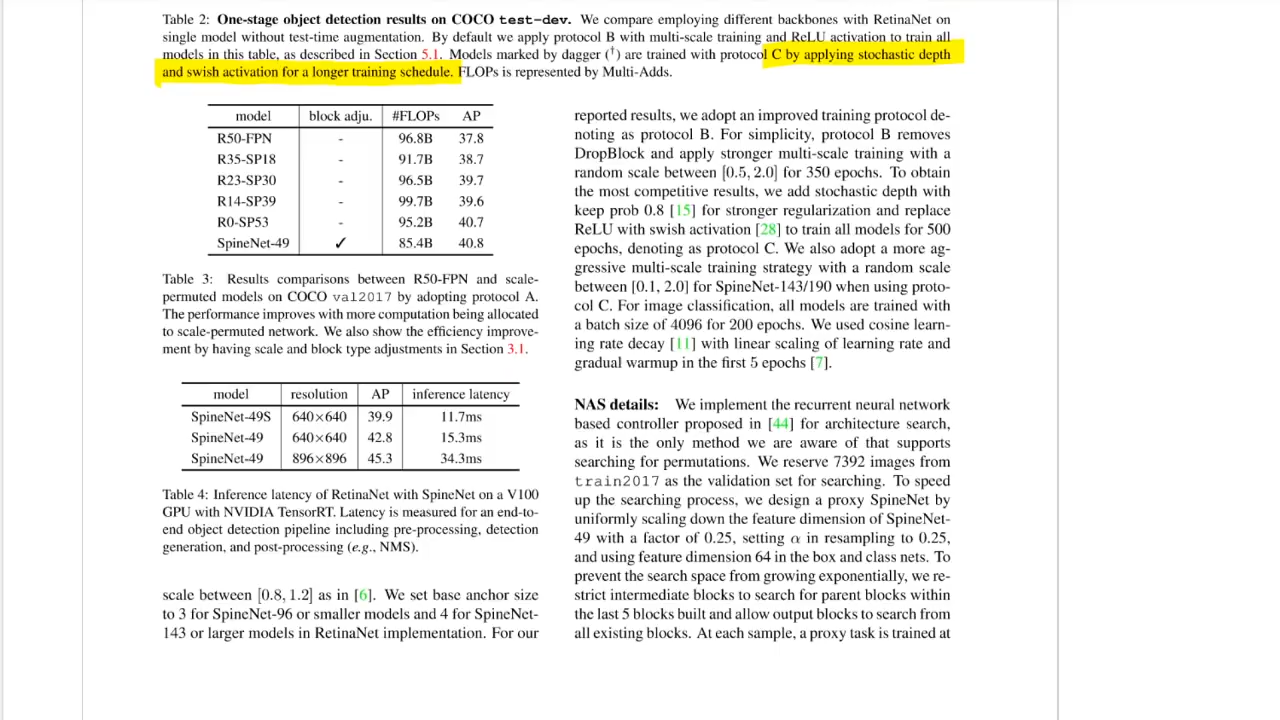 Table 2: One-stage object detection results on COCO test-dev. We compare employing different backbones with RetinaNet on
single model without test-time augmentation. By default we apply protocol B with multi-scale training and ReLU activation to train all
models in this table, as described in Section 5.1. Models marked by dagger (†) are trained with protocol C by applying stochastic depth
and swish activation for a longer training schedule. FLOPs is represented by Multi-Adds.
model block adju. #FLOPs AP
R50-FPN - 96.8B 37.8
R35-SP18 - 91.7B 38.7
R23-SP30 - 96.5B 39.7
R14-SP39 - 99.7B 39.6
R0-SP53 - 95.2B 40.7
SpineNet-49 ✓ 85.4B 40.8
Table 3: Results comparisons between R50-FPN and scale-
permuted models on COCO val2017 by adopting protocol A.
The performance improves with more computation being allocated
to scale-permuted network. We also show the efficiency improve-
ment by having scale and block type adjustments in Section 3.1.
model resolution AP inference latency
SpineNet-49S 640×640 39.9 11.7ms
SpineNet-49 640×640 42.8 15.3ms
SpineNet-49 896×896 45.3 34.3ms
Table 4: Inference latency of RetinaNet with SpineNet on a V100
GPU with NVIDIA TensorRT. Latency is measured for an end-to-
end object detection pipeline including pre-processing, detection
generation, and post-processing (e.g., NMS).
scale between [0.8, 1.2] as in [6]. We set base anchor size
to 3 for SpineNet-96 or smaller models and 4 for SpineNet-
143 or larger models in RetinaNet implementation. For our
reported results, we adopt an improved training protocol de-
noting as protocol B. For simplicity, protocol B removes
DropBlock and apply stronger multi-scale training with a
random scale between [0.5, 2.0] for 350 epochs. To obtain
the most competitive results, we add stochastic depth with
keep prob 0.8 [15] for stronger regularization and replace
ReLU with swish activation [28] to train all models for 500
epochs, denoting as protocol C. We also adopt a more ag-
gressive multi-scale training strategy with a random scale
between [0.1, 2.0] for SpineNet-143/190 when using proto-
col C. For image classification, all models are trained with
a batch size of 4096 for 200 epochs. We used cosine learn-
ing rate decay [11] with linear scaling of learning rate and
gradual warmup in the first 5 epochs [7].
NAS details: We implement the recurrent neural network
based controller proposed in [44] for architecture search,
as it is the only method we are aware of that supports
searching for permutations. We reserve 7392 images from
train2017 as the validation set for searching. To speed
up the searching process, we design a proxy SpineNet by
uniformly scaling down the feature dimension of SpineNet-
49 with a factor of 0.25, setting α in resampling to 0.25,
and using feature dimension 64 in the box and class nets. To
prevent the search space from growing exponentially, we re-
strict intermediate blocks to search for parent blocks within
the last 5 blocks built and allow output blocks to search from
all existing blocks. At each sample, a proxy task is trained at